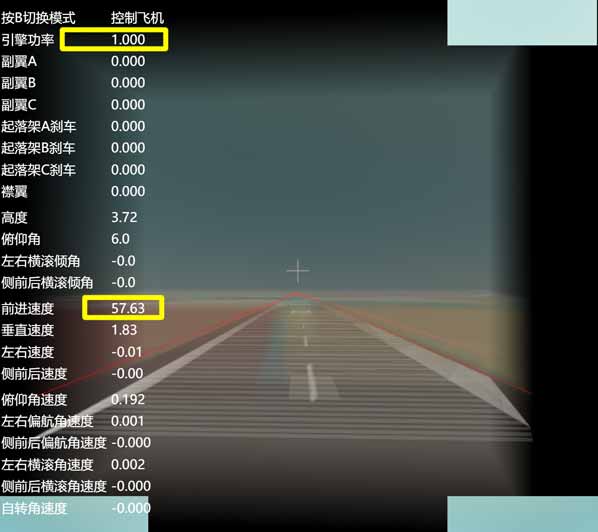 按B切换模式 控制飞机
引擎功率 1.000
副翼A 0.000
副翼B 0.000
副翼C 0.000
起落架A刹车 0.000
起落架B刹车 0.000
起落架C刹车 0.000
襟翼 0.000
高度 3.72
俯仰角 6.0
左右横滚倾角 -0.0
侧前后横滚倾角 -0.0
前进速度 57.63
垂直速度 1.83
左右速度 -0.01
侧前后速度 -0.00
俯仰角速度 0.192
左右偏航角速度 0.001
侧前后偏航角速度 -0.000
左右横滚角速度 0.002
侧前后横滚角速度 -0.000
自转角速度 -0.000